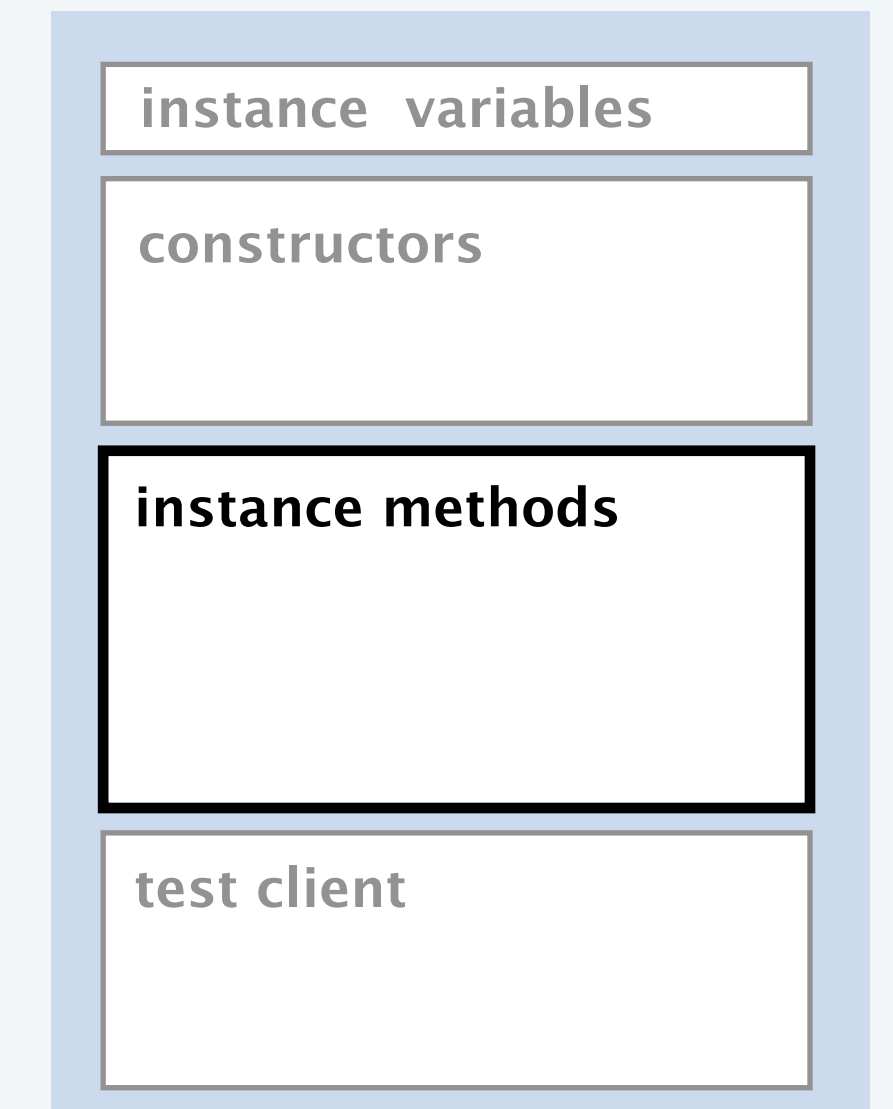 instance variables
constructors
instance methods
test client